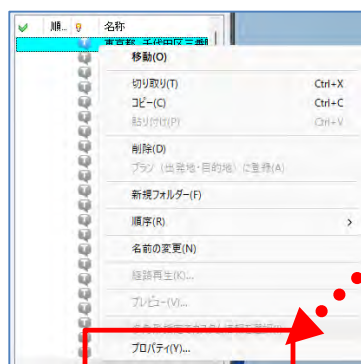 順... 名称
東京都 千代田区三番
移動(O)
切り取り(T) Ctrl+X
コピー(C) Ctrl+C
貼り付け(P) Ctrl+V
削除(D)
プラン（出発地・目的地）に登録(A)
新規フォルダー(F)
順序(R)
名前の変更(N)
経路再生(K)...
プレビュー(V)...
プロパティ(Y)...